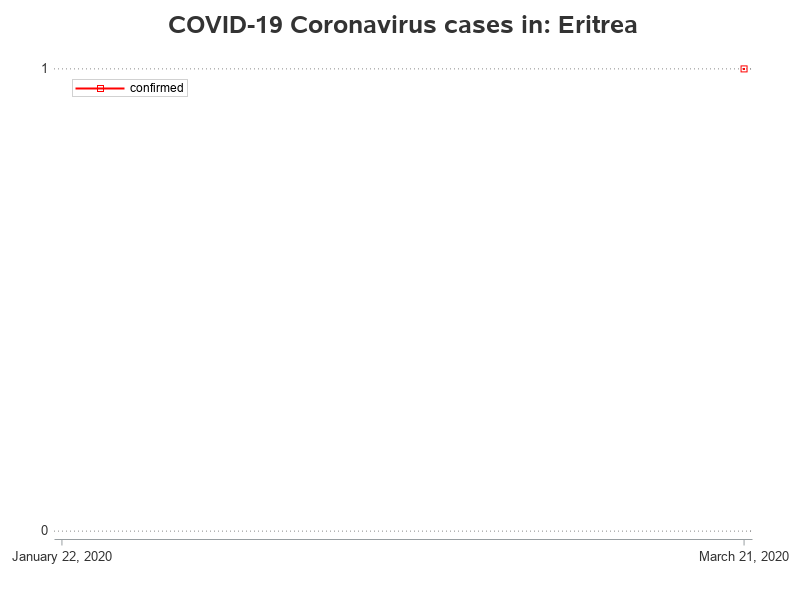 COVID-19 Coronavirus cases in: Eritrea
1
confirmed
0
January 22, 2020
March 21, 2020